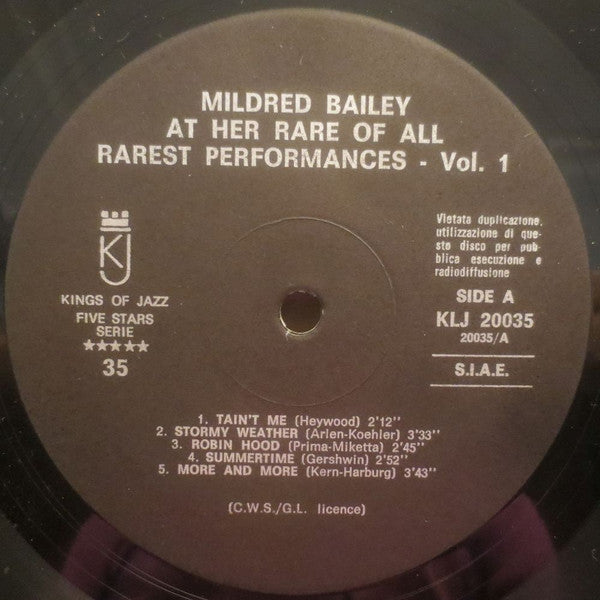 MILDRED BAILEY
AT HER RARE OF ALL
RAREST PERFORMANCES - Vol. 1
KJ
KINGS OF JAZZ
FIVE STARS
SERIE
★★★★★
35
Vietata duplicazione,
utilizzazione di que-
sto disco per pub-
blica esecuzione e
radiodiffusione
SIDE A
KLJ 20035
20035/A
S.I.A.E.
1. TAIN'T ME (Heywood) 2'12''
2. STORMY WEATHER (Arlen-Koehler) 3'33''
3. ROBIN HOOD (Prima-Miketta) 2'45''
4. SUMMERTIME (Gershwin) 2'52''
5. MORE AND MORE (Kern-Harburg) 3'43''
(C.W.S./G.L. licence)